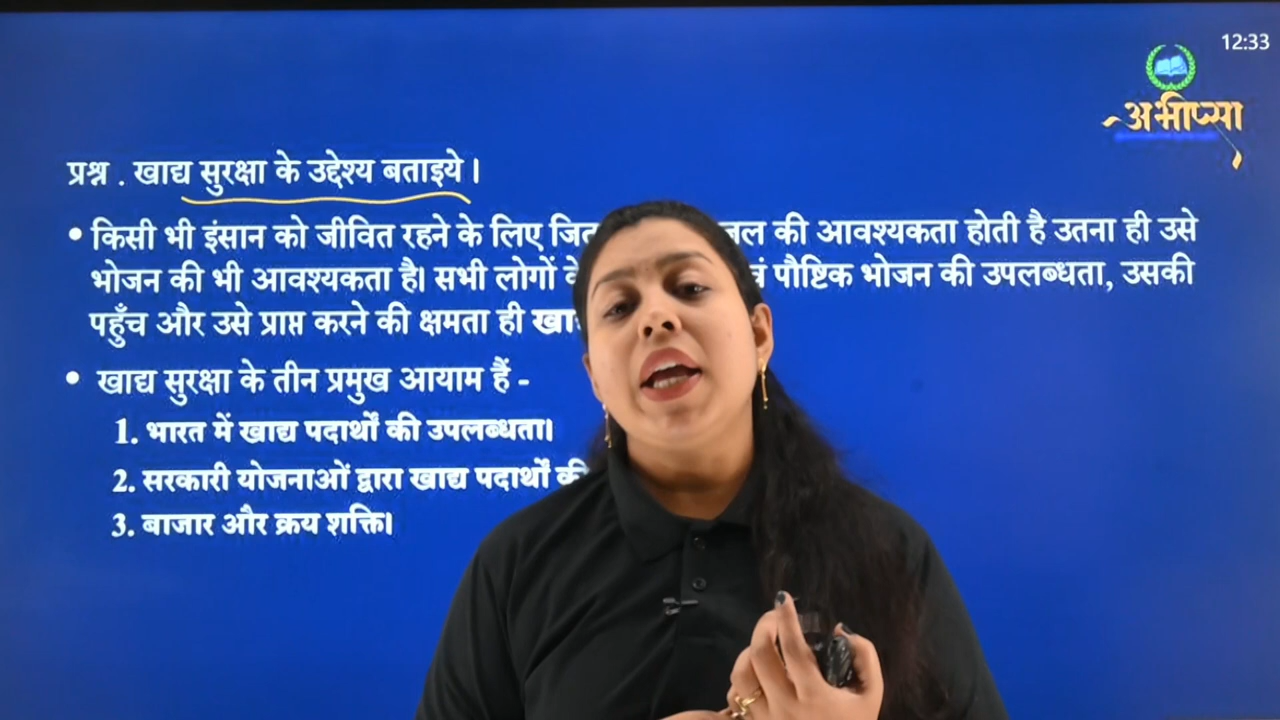 12:33
अभीप्सा
प्रश्न . खाद्य सुरक्षा के उद्देश्य बताइये।
• किसी भी इंसान को जीवित रहने के लिए की आवश्यकता होती है उतना ही उसे
भोजन की भी आवश्यकता है। सभी लोगों पौष्टिक भोजन की उपलब्धता, उसकी
पहुँच और उसे प्राप्त करने की क्षमता ही
• खाद्य सुरक्षा के तीन प्रमुख आयाम हैं -
1. भारत में खाद्य पदार्थों की उपलब्धता।
2. सरकारी योजनाओं द्वारा खाद्य पदार्थों
3. बाजार और क्रय शक्ति।